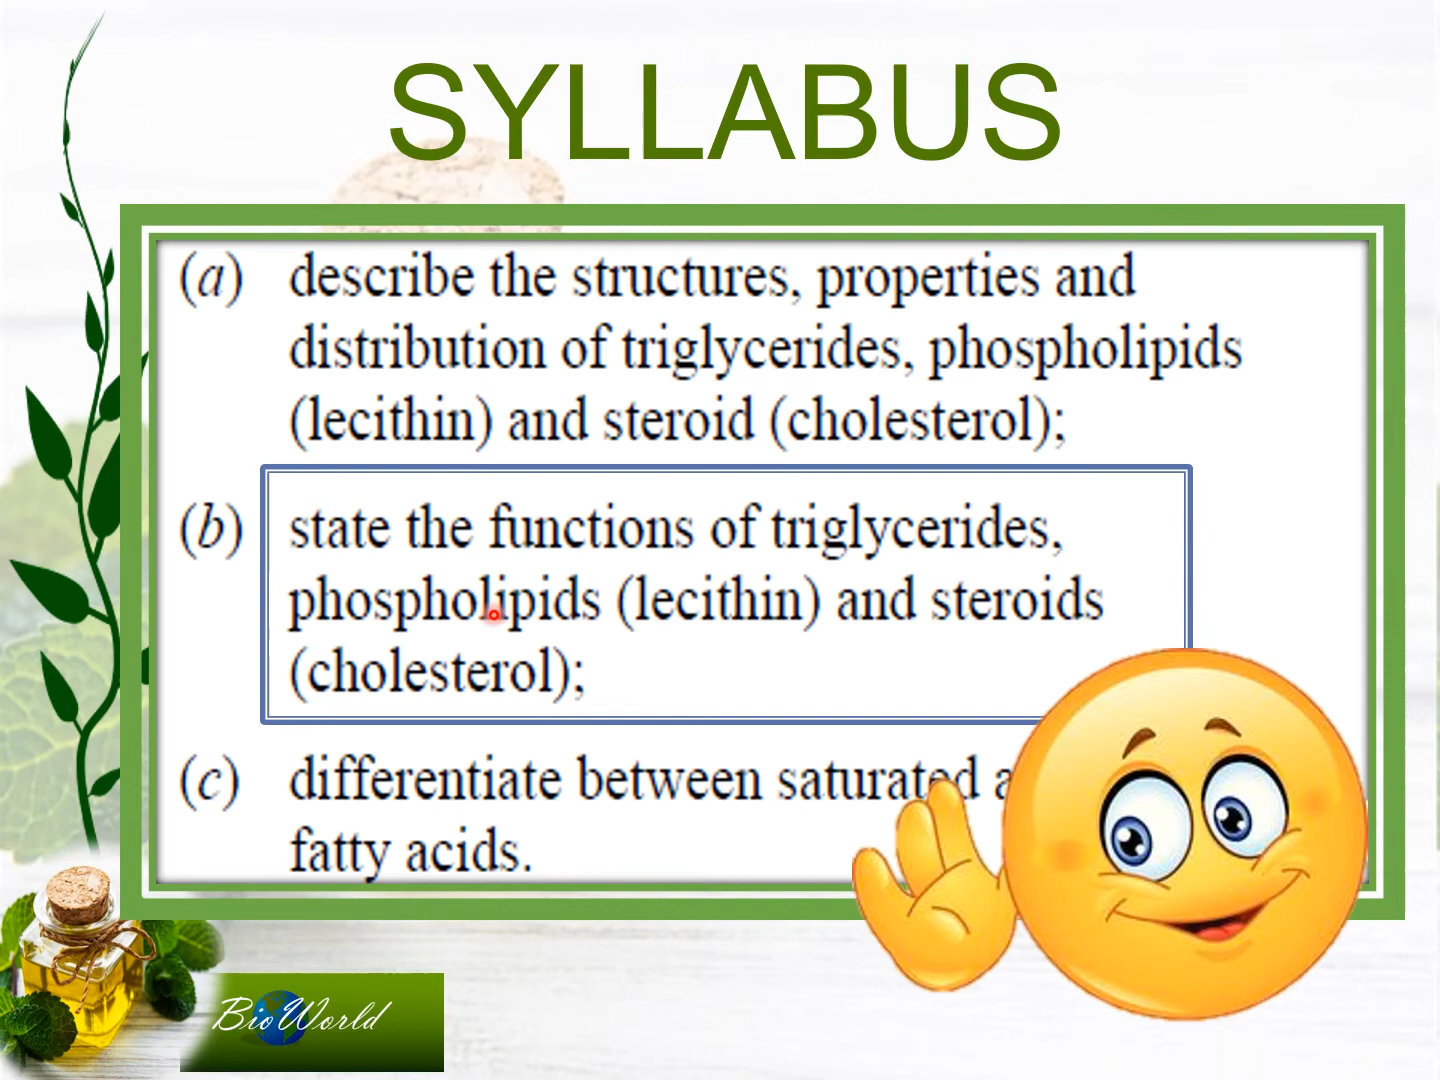 SYLLABUS
(a) describe the structures, properties and
distribution of triglycerides, phospholipids
(lecithin) and steroid (cholesterol);
(b) state the functions of triglycerides,
phospholipids (lecithin) and steroids
(cholesterol);
(c) differentiate between saturated
fatty acids.
BioWorld